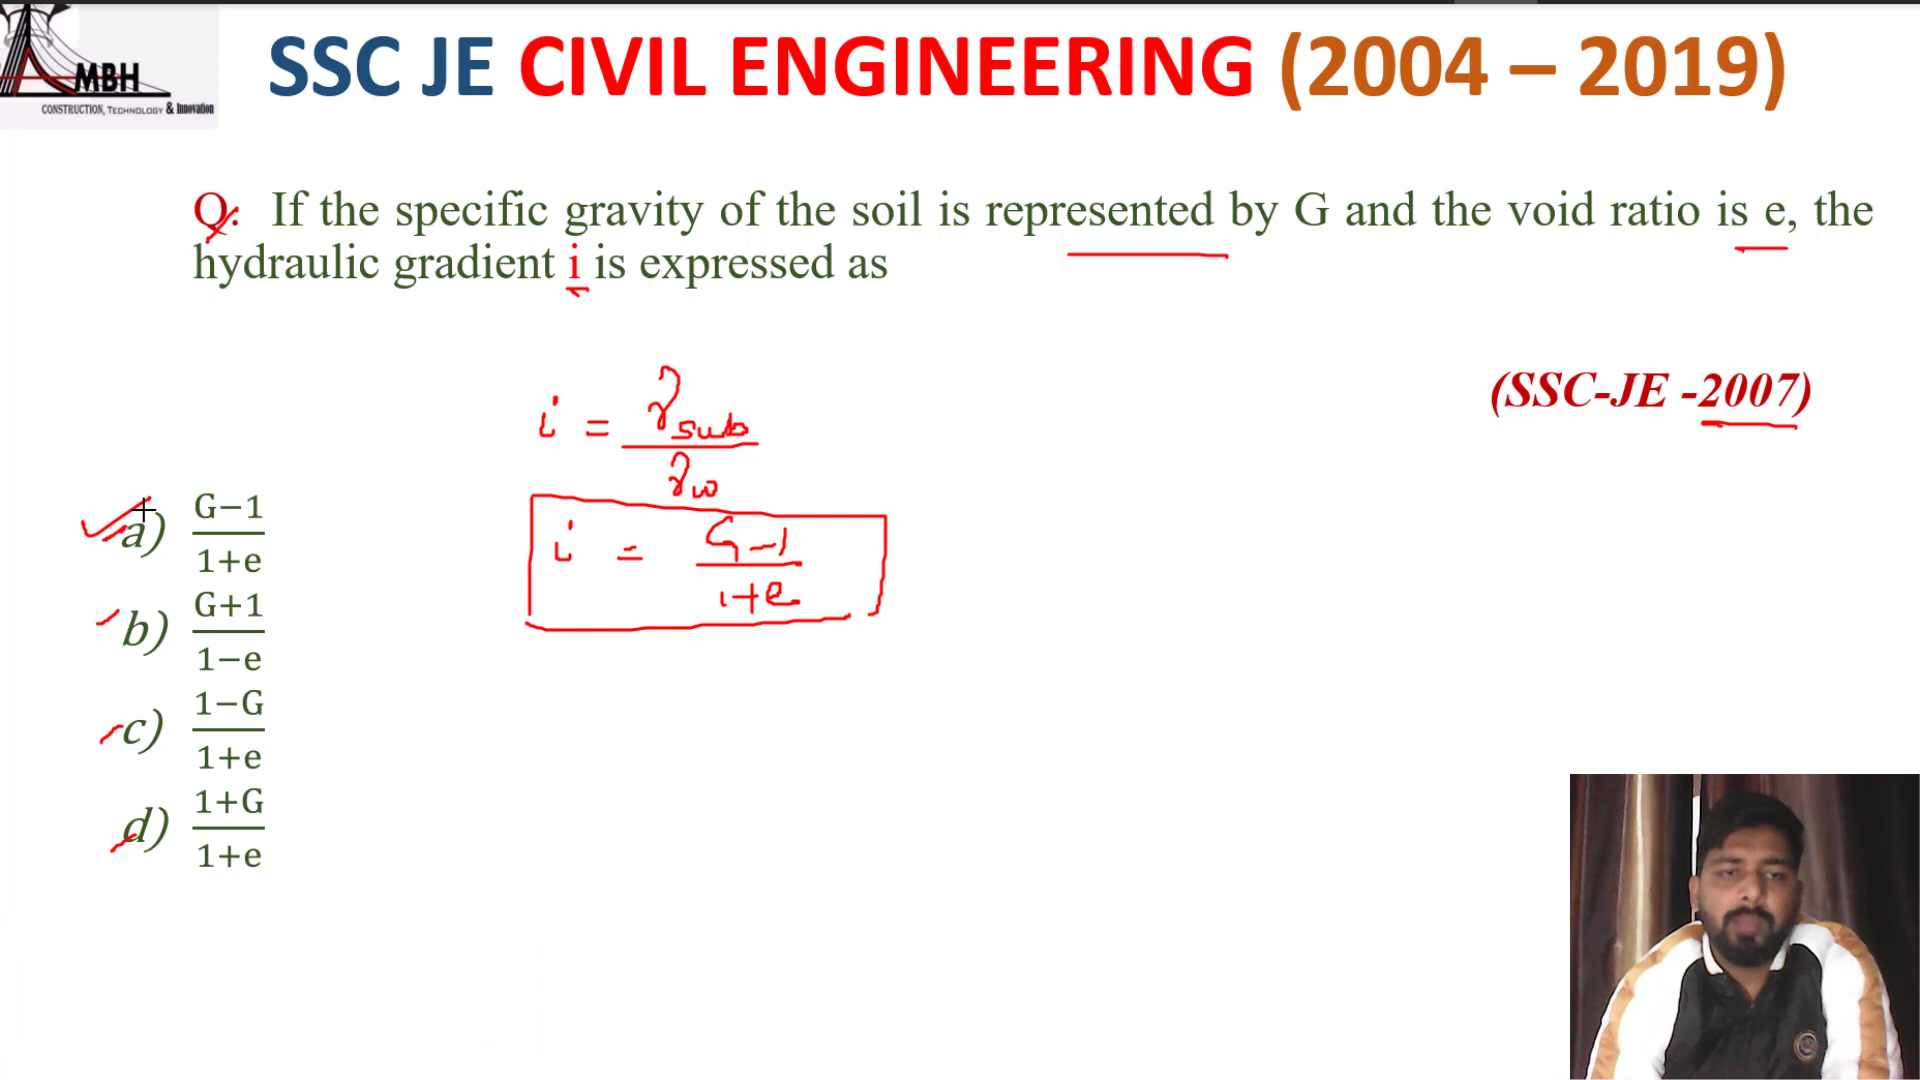 MBH
CONSTRUCTION, TECHNOLOGY & Innovation
SSC JE CIVIL ENGINEERING (2004 – 2019)
Q: If the specific gravity of the soil is represented by G and the void ratio is e, the
hydraulic gradient i is expressed as
(SSC-JE -2007)
i = γsub / γw
i = G-1 / 1+e
a) G−1 / 1+e
b) G+1 / 1−e
c) 1−G / 1+e
d) 1+G / 1+e